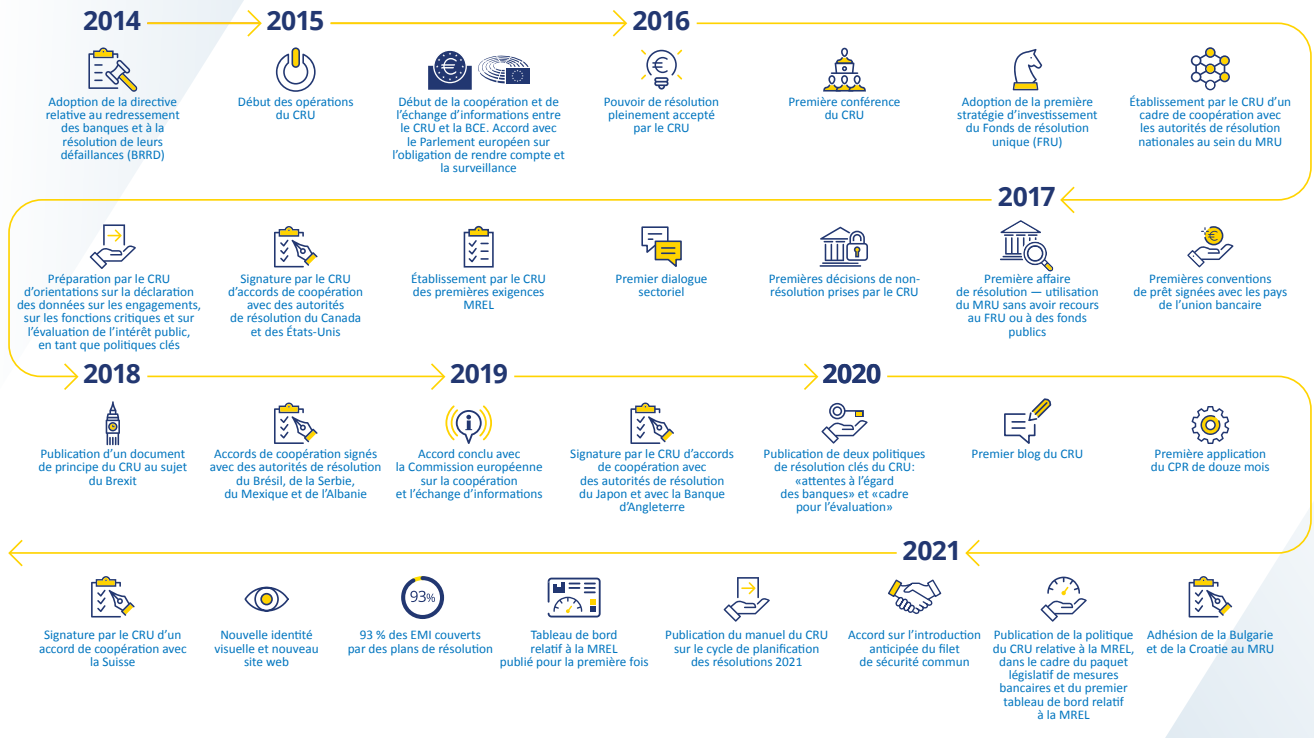 2014
2015
2016
Adoption de la directive
relative au redressement
des banques et à la
résolution de leurs
défaillances (BRRD)
Début des opérations
du CRU
Début de la coopération et de
l’échange d’informations entre
le CRU et la BCE. Accord avec
le Parlement européen sur
l’obligation de rendre compte et
la surveillance
Pouvoir de résolution
pleinement accepté
par le CRU
Première conférence
du CRU
Adoption de la première
stratégie d’investissement
du Fonds de résolution
unique (FRU)
Établissement par le CRU d’un
cadre de coopération avec
les autorités de résolution
nationales au sein du MRU
2017
Préparation par le CRU
d’orientations sur la déclaration
des données sur les engagements,
sur les fonctions critiques et sur
l’évaluation de l’intérêt public,
en tant que politiques clés
Signature par le CRU
d’accords de coopération
avec des autorités
de résolution du Canada
et des États-Unis
Établissement par le CRU
des premières exigences
MREL
Premier dialogue
sectoriel
Premières décisions de non-
résolution prises par le CRU
Première affaire
de résolution — utilisation
du MRU sans avoir recours
au FRU ou à des fonds
publics
Premières conventions
de prêt signées avec les pays
de l’union bancaire
2018
2019
2020
Publication d’un document
de principe du CRU au sujet
du Brexit
Accords de coopération signés
avec des autorités de résolution
du Brésil, de la Serbie,
du Mexique et de l’Albanie
Accord conclu avec
la Commission européenne
sur la coopération
et l’échange d’informations
Signature par le CRU d’accords
de coopération avec
des autorités de résolution
du Japon et avec la Banque
d’Angleterre
Publication de deux politiques
de résolution clés du CRU:
«attentes à l’égard
des banques» et «cadre
pour l’évaluation»
Premier blog du CRU
Première application
du CPR de douze mois
2021
Signature par le CRU d’un
accord de coopération avec
la Suisse
Nouvelle identité
visuelle et nouveau
site web
93%
93 % des EMI couverts
par des plans de résolution
Tableau de bord
relatif à la MREL
publié pour la première fois
Publication du manuel du CRU
sur le cycle de planification
des résolutions 2021
Accord sur l’introduction
anticipée du filet
de sécurité commun
Publication de la politique
du CRU relative à la MREL,
dans le cadre du paquet
législatif de mesures
bancaires et du premier
tableau de bord relatif
à la MREL
Adhésion de la Bulgarie
et de la Croatie au MRU